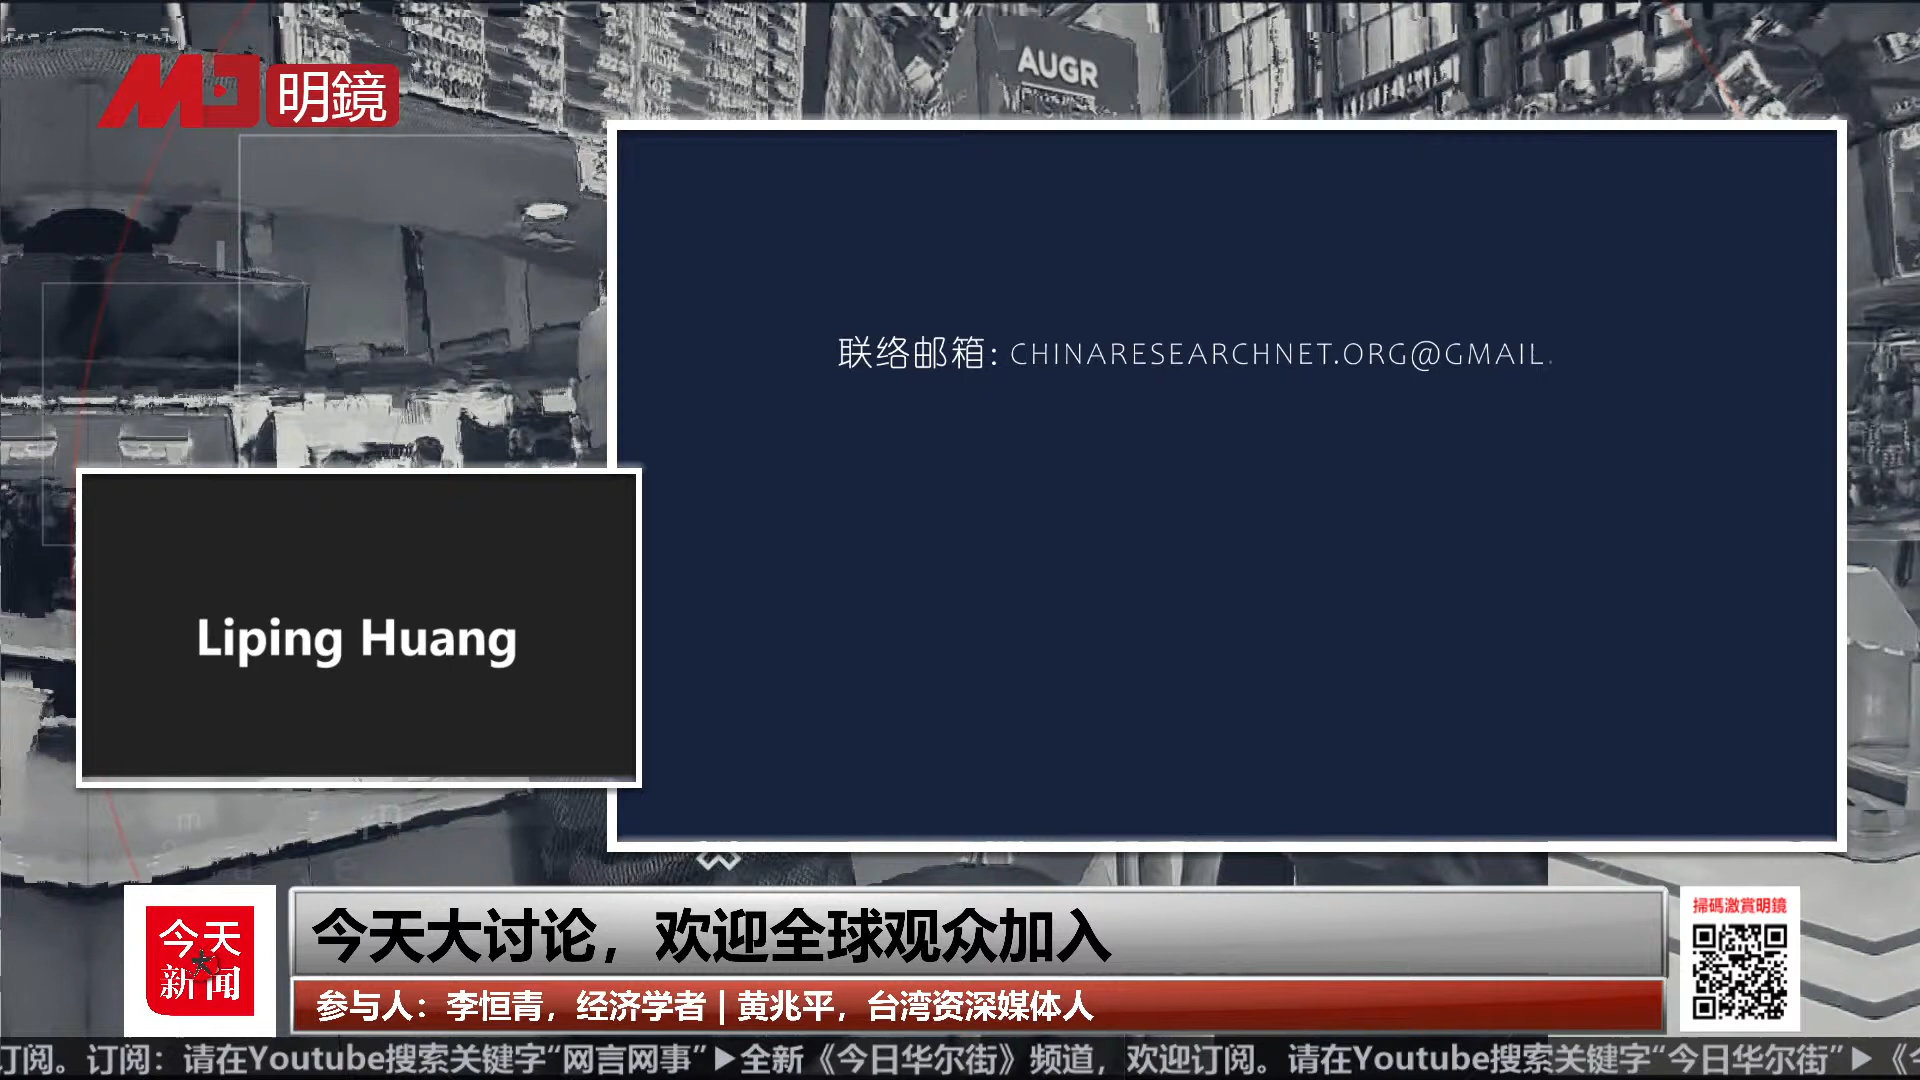 AUGR
明鏡
联络邮箱: CHINARESEARCHNET.ORG@GMAIL.
Liping Huang
今天大讨论，欢迎全球观众加入
参与人：李恒青，经济学者 | 黄兆平，台湾资深媒体人
今天
大
新闻
掃碼激賞明鏡
订阅。订阅：请在Youtube搜索关键字“网言网事”▶全新《今日华尔街》频道，欢迎订阅。请在Youtube搜索关键字“今日华尔街”▶《今